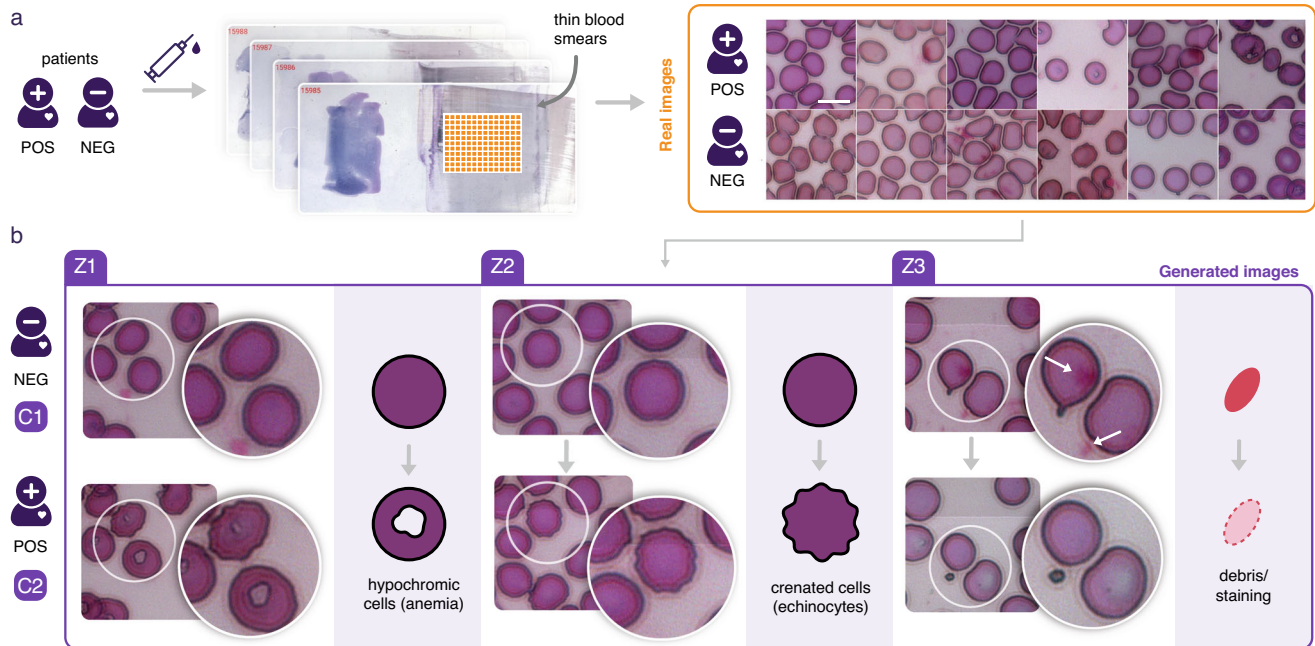 a
patients
POS
NEG
15988
15987
15986
15985
thin blood
smears
Real images
POS
NEG
b
Z1
Z2
Z3
Generated images
NEG
C1
POS
C2
hypochromic
cells (anemia)
crenated cells
(echinocytes)
debris/
staining